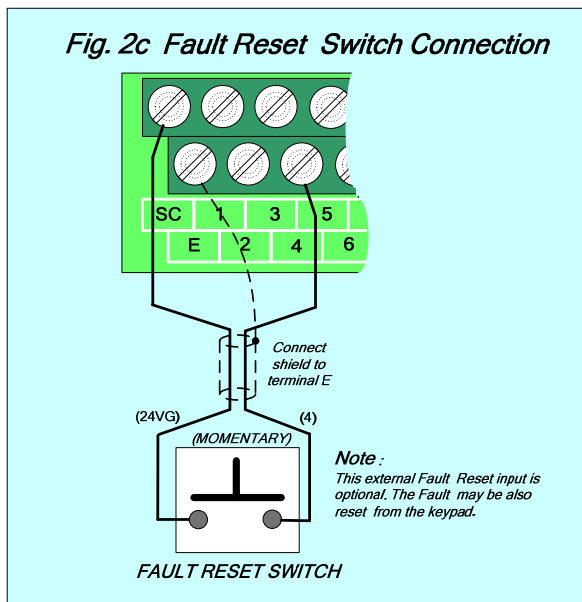 Fig. 2c Fault Reset Switch Connection
SC 1 3 5
E 2 4 6
Connect
shield to
terminal E
(24VG) (4)
(MOMENTARY)
Note :
This external Fault Reset input is
optional. The Fault may be also
reset from the keypad.
FAULT RESET SWITCH